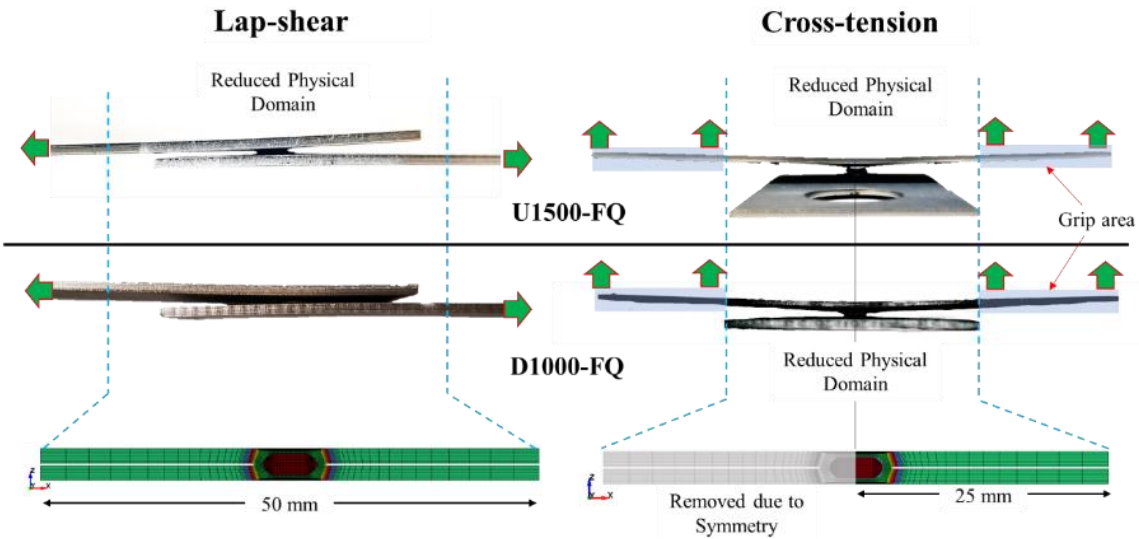 Lap-shear
Cross-tension
Reduced Physical
Domain
Reduced Physical
Domain
U1500-FQ
Grip area
D1000-FQ
Reduced Physical
Domain
z
x
50 mm
z
x
Removed due to
Symmetry
25 mm